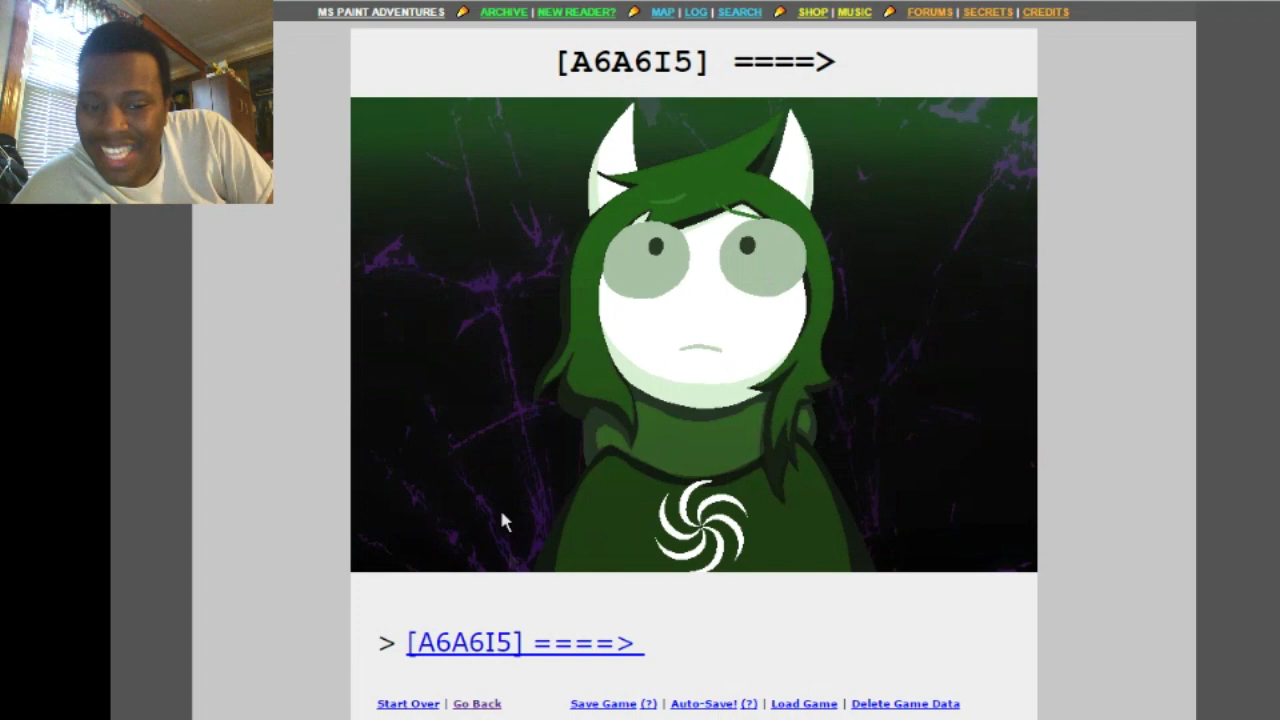 MS PAINT ADVENTURES ARCHIVE | NEW READER? MAP | LOG | SEARCH SHOP | MUSIC FORUMS | SECRETS | CREDITS
[A6A6I5] ====>
> [A6A6I5] ====>
Start Over | Go Back Save Game (?) | Auto-Save! (?) | Load Game | Delete Game Data